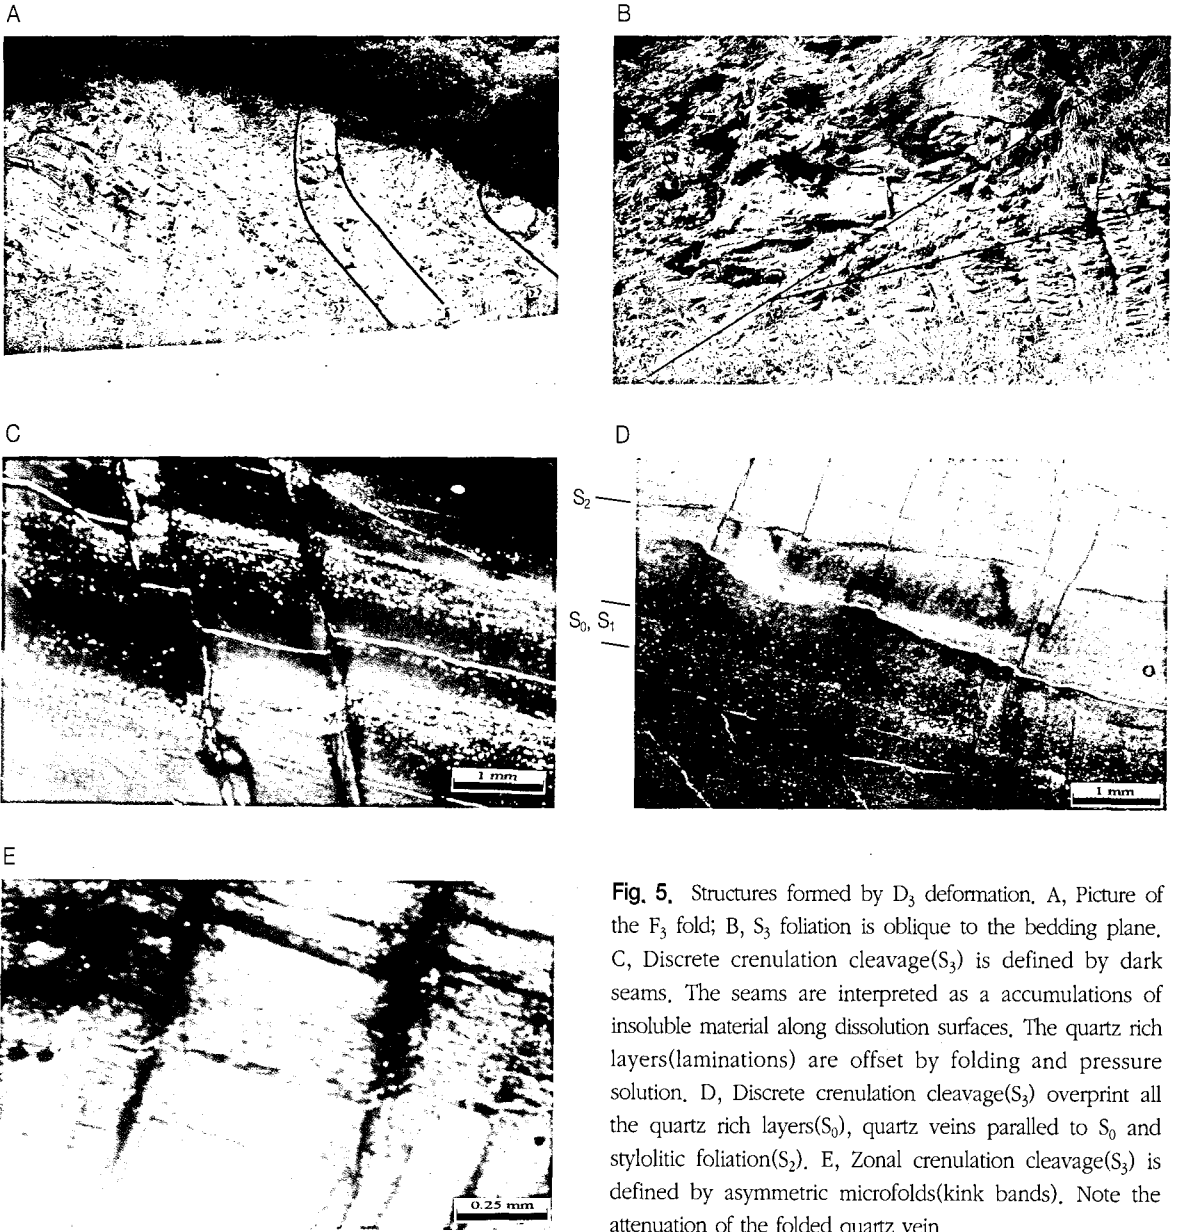 A
B
C
D
S₂
S₀, S₁
1 mm
1 mm
E
0.25 mm
Fig. 5. Structures formed by D₃ deformation. A, Picture of
the F₃ fold; B, S₃ foliation is oblique to the bedding plane.
C, Discrete crenulation cleavage(S₃) is defined by dark
seams. The seams are interpreted as a accumulations of
insoluble material along dissolution surfaces. The quartz rich
layers(laminations) are offset by folding and pressure
solution. D, Discrete crenulation cleavage(S₃) overprint all
the quartz rich layers(S₀), quartz veins paralled to S₀ and
stylolitic foliation(S₂). E, Zonal crenulation cleavage(S₃) is
defined by asymmetric microfolds(kink bands). Note the
attenuation of the folded quartz vein